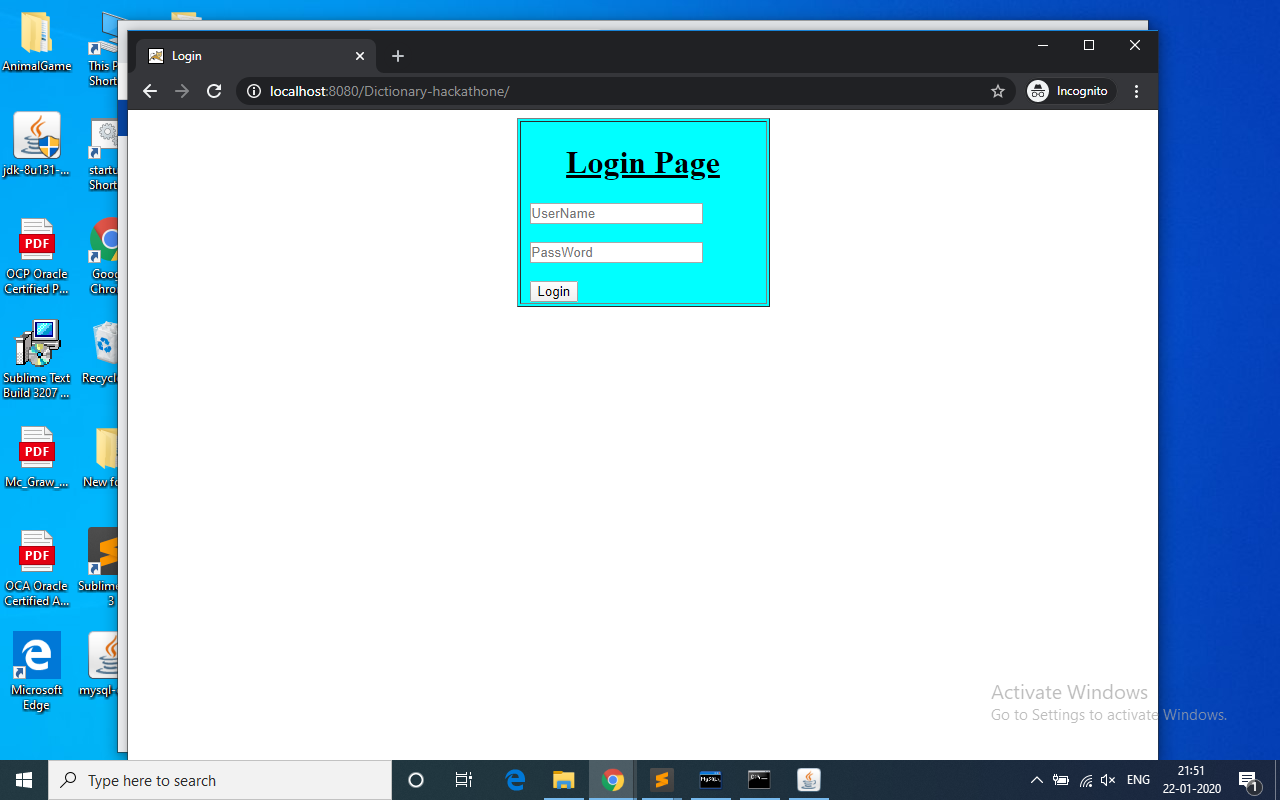 Login
localhost:8080/Dictionary-hackathone/
Incognito
Login Page
UserName
PassWord
Login
AnimalGame
This P
Short
jdk-8u131-...
startu
Short
OCP Oracle
Certified P...
Goog
Chro
Sublime Text
Build 3207 ...
Recycl
Mc_Graw_...
New fo
OCA Oracle
Certified A...
Sublime
3
Microsoft
Edge
mysql-
PDF
PDF
PDF
Activate Windows
Go to Settings to activate Windows.
Type here to search
ENG
21:51
22-01-2020
1